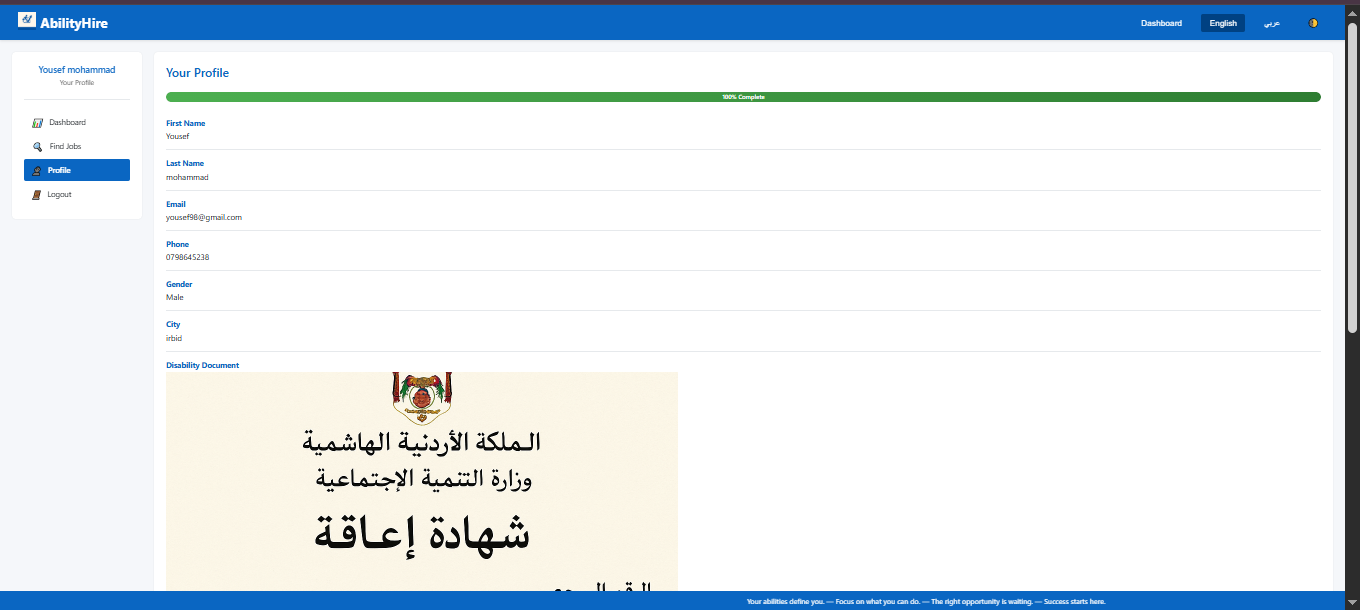 AbilityHire
Dashboard
English
عربي
Yousef mohammad
Your Profile
Dashboard
Find Jobs
Profile
Logout
Your Profile
100% Complete
First Name
Yousef
Last Name
mohammad
Email
yousef98@gmail.com
Phone
0798645238
Gender
Male
City
irbid
Disability Document
الـملكة الأردنية الهاشمية
وزارة التنمية الإجتماعية
شهادة إعـاقـة
Your abilities define you. — Focus on what you can do. — The right opportunity is waiting. — Success starts here.